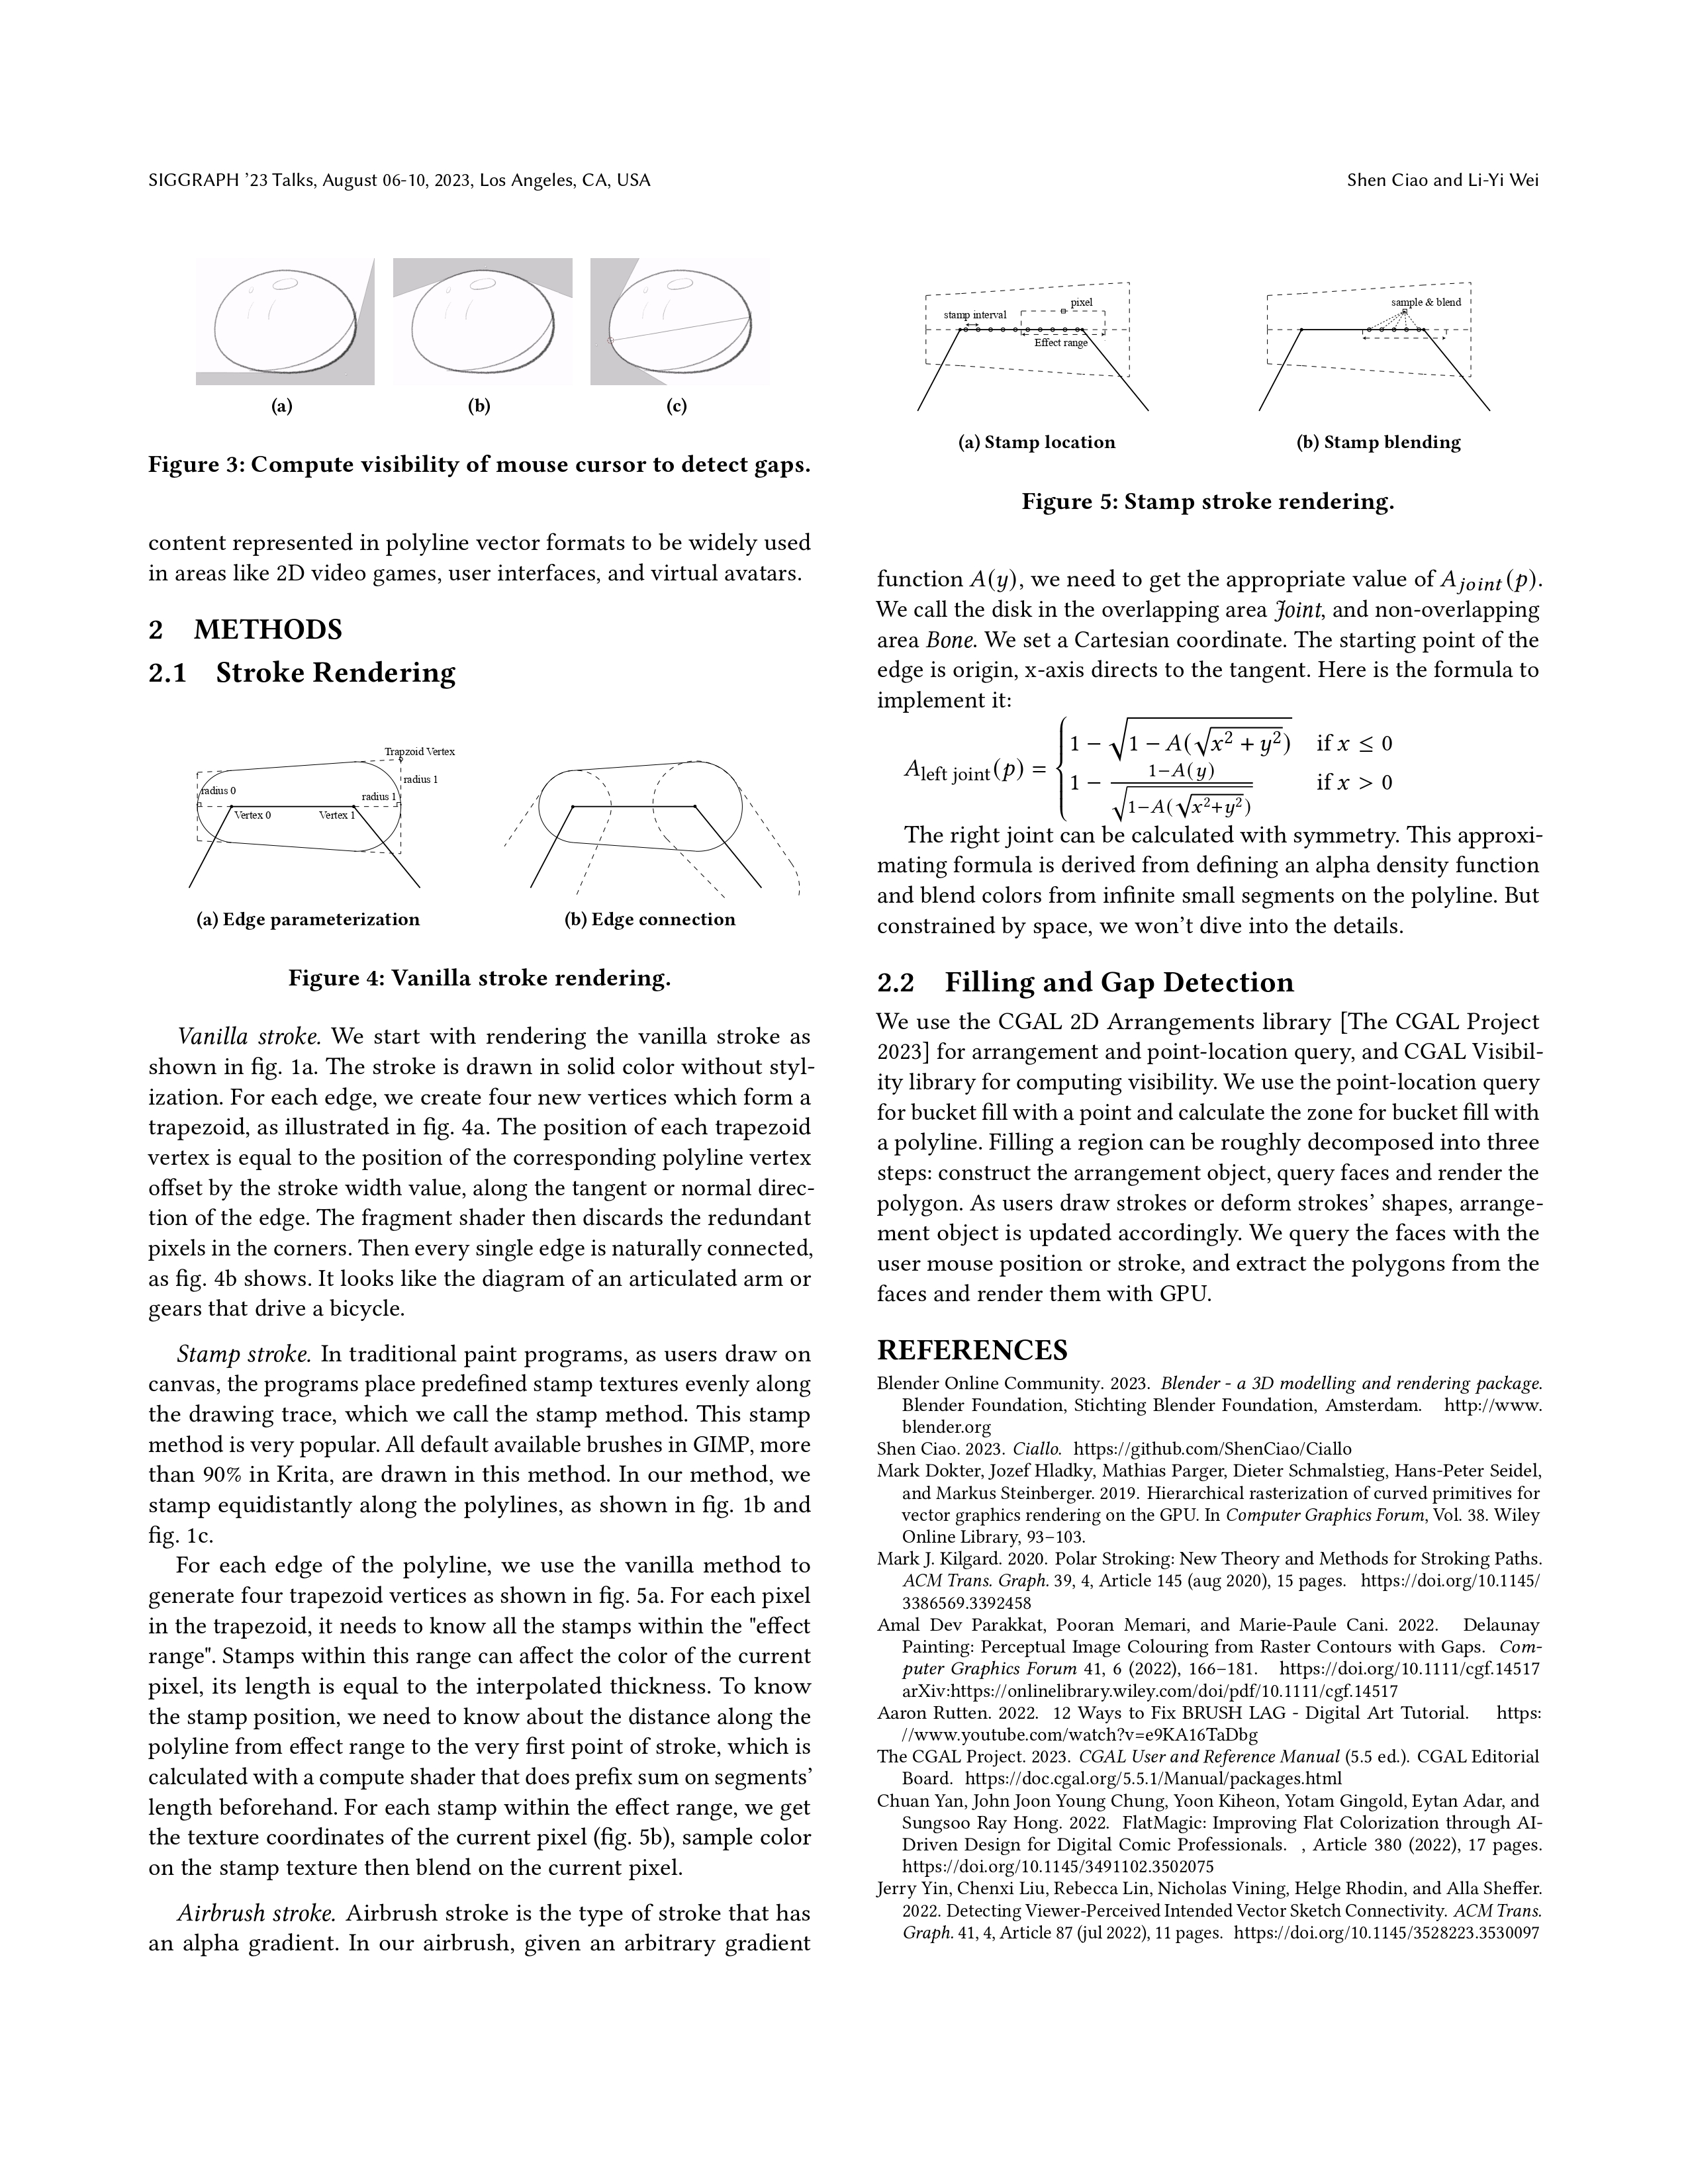 SIGGRAPH '23 Talks, August 06-10, 2023, Los Angeles, CA, USA
Shen Ciao and Li-Yi Wei
(a)
(b)
(c)
Figure 3: Compute visibility of mouse cursor to detect gaps.
content represented in polyline vector formats to be widely used
in areas like 2D video games, user interfaces, and virtual avatars.
2 METHODS
2.1 Stroke Rendering
Trapzoid Vertex
radius 1
radius 0
radius 1
Vertex 0
Vertex 1
(a) Edge parameterization
(b) Edge connection
Figure 4: Vanilla stroke rendering.
Vanilla stroke. We start with rendering the vanilla stroke as
shown in fig. 1a. The stroke is drawn in solid color without styl-
ization. For each edge, we create four new vertices which form a
trapezoid, as illustrated in fig. 4a. The position of each trapezoid
vertex is equal to the position of the corresponding polyline vertex
offset by the stroke width value, along the tangent or normal direc-
tion of the edge. The fragment shader then discards the redundant
pixels in the corners. Then every single edge is naturally connected,
as fig. 4b shows. It looks like the diagram of an articulated arm or
gears that drive a bicycle.
Stamp stroke. In traditional paint programs, as users draw on
canvas, the programs place predefined stamp textures evenly along
the drawing trace, which we call the stamp method. This stamp
method is very popular. All default available brushes in GIMP, more
than 90% in Krita, are drawn in this method. In our method, we
stamp equidistantly along the polylines, as shown in fig. 1b and
fig. 1c.
For each edge of the polyline, we use the vanilla method to
generate four trapezoid vertices as shown in fig. 5a. For each pixel
in the trapezoid, it needs to know all the stamps within the "effect
range". Stamps within this range can affect the color of the current
pixel, its length is equal to the interpolated thickness. To know
the stamp position, we need to know about the distance along the
polyline from effect range to the very first point of stroke, which is
calculated with a compute shader that does prefix sum on segments'
length beforehand. For each stamp within the effect range, we get
the texture coordinates of the current pixel (fig. 5b), sample color
on the stamp texture then blend on the current pixel.
Airbrush stroke. Airbrush stroke is the type of stroke that has
an alpha gradient. In our airbrush, given an arbitrary gradient
pixel
stamp interval
Effect range
sample & blend
(a) Stamp location
(b) Stamp blending
Figure 5: Stamp stroke rendering.
function A(y), we need to get the appropriate value of A_joint(p).
We call the disk in the overlapping area Joint, and non-overlapping
area Bone. We set a Cartesian coordinate. The starting point of the
edge is origin, x-axis directs to the tangent. Here is the formula to
implement it:
A_left joint(p) = { 1 − √(1 − A(√(x² + y²))) if x ≤ 0
1 − (1−A(y))/√(1−A(√(x²+y²))) if x > 0
The right joint can be calculated with symmetry. This approxi-
mating formula is derived from defining an alpha density function
and blend colors from infinite small segments on the polyline. But
constrained by space, we won't dive into the details.
2.2 Filling and Gap Detection
We use the CGAL 2D Arrangements library [The CGAL Project
2023] for arrangement and point-location query, and CGAL Visibil-
ity library for computing visibility. We use the point-location query
for bucket fill with a point and calculate the zone for bucket fill with
a polyline. Filling a region can be roughly decomposed into three
steps: construct the arrangement object, query faces and render the
polygon. As users draw strokes or deform strokes' shapes, arrange-
ment object is updated accordingly. We query the faces with the
user mouse position or stroke, and extract the polygons from the
faces and render them with GPU.
REFERENCES
Blender Online Community. 2023. Blender - a 3D modelling and rendering package.
Blender Foundation, Stichting Blender Foundation, Amsterdam. http://www.
blender.org
Shen Ciao. 2023. Ciallo. https://github.com/ShenCiao/Ciallo
Mark Dokter, Jozef Hladky, Mathias Parger, Dieter Schmalstieg, Hans-Peter Seidel,
and Markus Steinberger. 2019. Hierarchical rasterization of curved primitives for
vector graphics rendering on the GPU. In Computer Graphics Forum, Vol. 38. Wiley
Online Library, 93–103.
Mark J. Kilgard. 2020. Polar Stroking: New Theory and Methods for Stroking Paths.
ACM Trans. Graph. 39, 4, Article 145 (aug 2020), 15 pages. https://doi.org/10.1145/
3386569.3392458
Amal Dev Parakkat, Pooran Memari, and Marie-Paule Cani. 2022. Delaunay
Painting: Perceptual Image Colouring from Raster Contours with Gaps. Com-
puter Graphics Forum 41, 6 (2022), 166–181. https://doi.org/10.1111/cgf.14517
arXiv:https://onlinelibrary.wiley.com/doi/pdf/10.1111/cgf.14517
Aaron Rutten. 2022. 12 Ways to Fix BRUSH LAG - Digital Art Tutorial. https:
//www.youtube.com/watch?v=e9KA16TaDbg
The CGAL Project. 2023. CGAL User and Reference Manual (5.5 ed.). CGAL Editorial
Board. https://doc.cgal.org/5.5.1/Manual/packages.html
Chuan Yan, John Joon Young Chung, Yoon Kiheon, Yotam Gingold, Eytan Adar, and
Sungsoo Ray Hong. 2022. FlatMagic: Improving Flat Colorization through AI-
Driven Design for Digital Comic Professionals. , Article 380 (2022), 17 pages.
https://doi.org/10.1145/3491102.3502075
Jerry Yin, Chenxi Liu, Rebecca Lin, Nicholas Vining, Helge Rhodin, and Alla Sheffer.
2022. Detecting Viewer-Perceived Intended Vector Sketch Connectivity. ACM Trans.
Graph. 41, 4, Article 87 (jul 2022), 11 pages. https://doi.org/10.1145/3528223.3530097